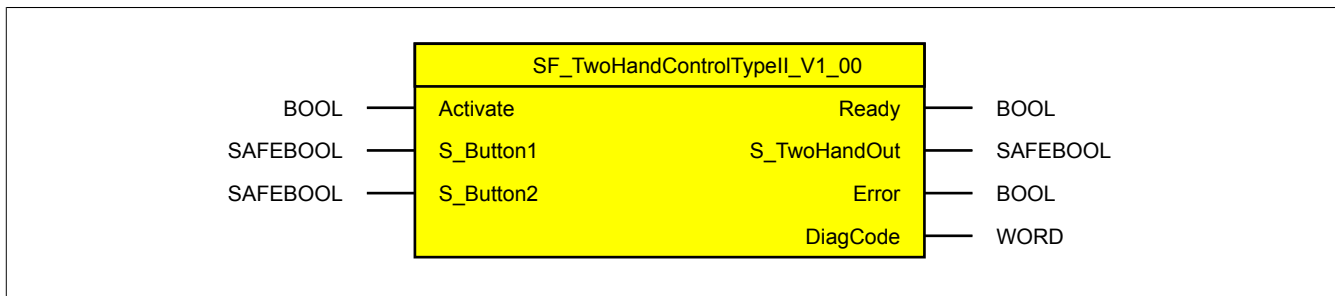 SF_TwoHandControlTypeII_V1_00
BOOL Activate Ready BOOL
SAFEBOOL S_Button1 S_TwoHandOut SAFEBOOL
SAFEBOOL S_Button2 Error BOOL
DiagCode WORD